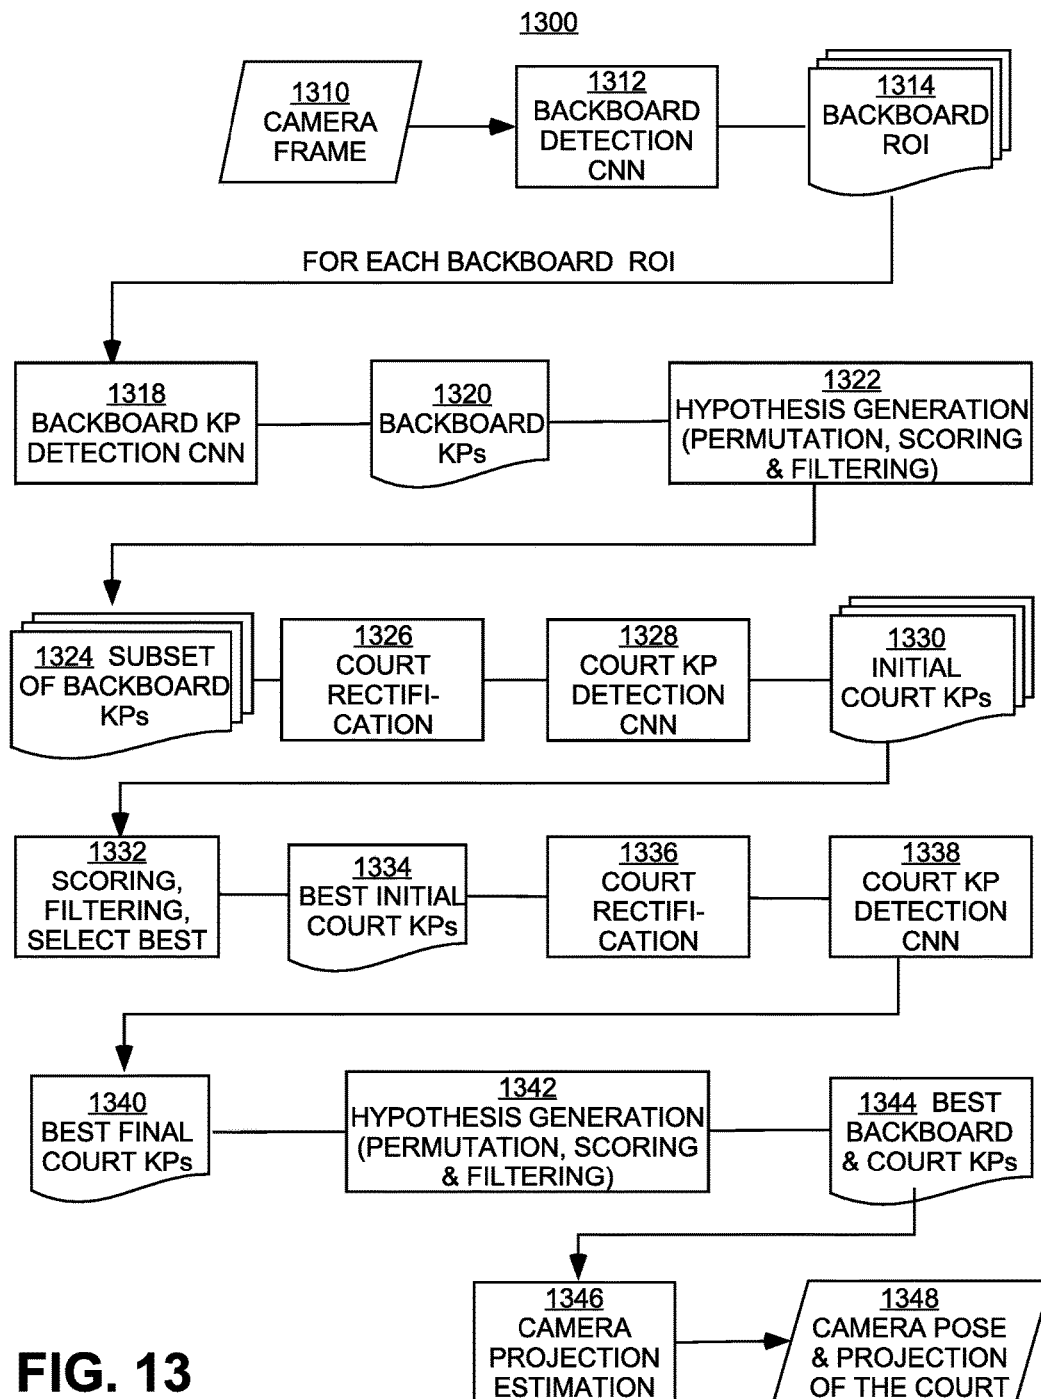 1300
1310
CAMERA
FRAME
1312
BACKBOARD
DETECTION
CNN
1314
BACKBOARD
ROI
FOR EACH BACKBOARD ROI
1318
BACKBOARD KP
DETECTION CNN
1320
BACKBOARD
KPs
1322
HYPOTHESIS GENERATION
(PERMUTATION, SCORING
& FILTERING)
1324 SUBSET
OF BACKBOARD
KPs
1326
COURT
RECTIFI-
CATION
1328
COURT KP
DETECTION
CNN
1330
INITIAL
COURT KPs
1332
SCORING,
FILTERING,
SELECT BEST
1334
BEST INITIAL
COURT KPs
1336
COURT
RECTIFI-
CATION
1338
COURT KP
DETECTION
CNN
1340
BEST FINAL
COURT KPs
1342
HYPOTHESIS GENERATION
(PERMUTATION, SCORING
& FILTERING)
1344 BEST
BACKBOARD
& COURT KPs
1346
CAMERA
PROJECTION
ESTIMATION
1348
CAMERA POSE
& PROJECTION
OF THE COURT
FIG. 13